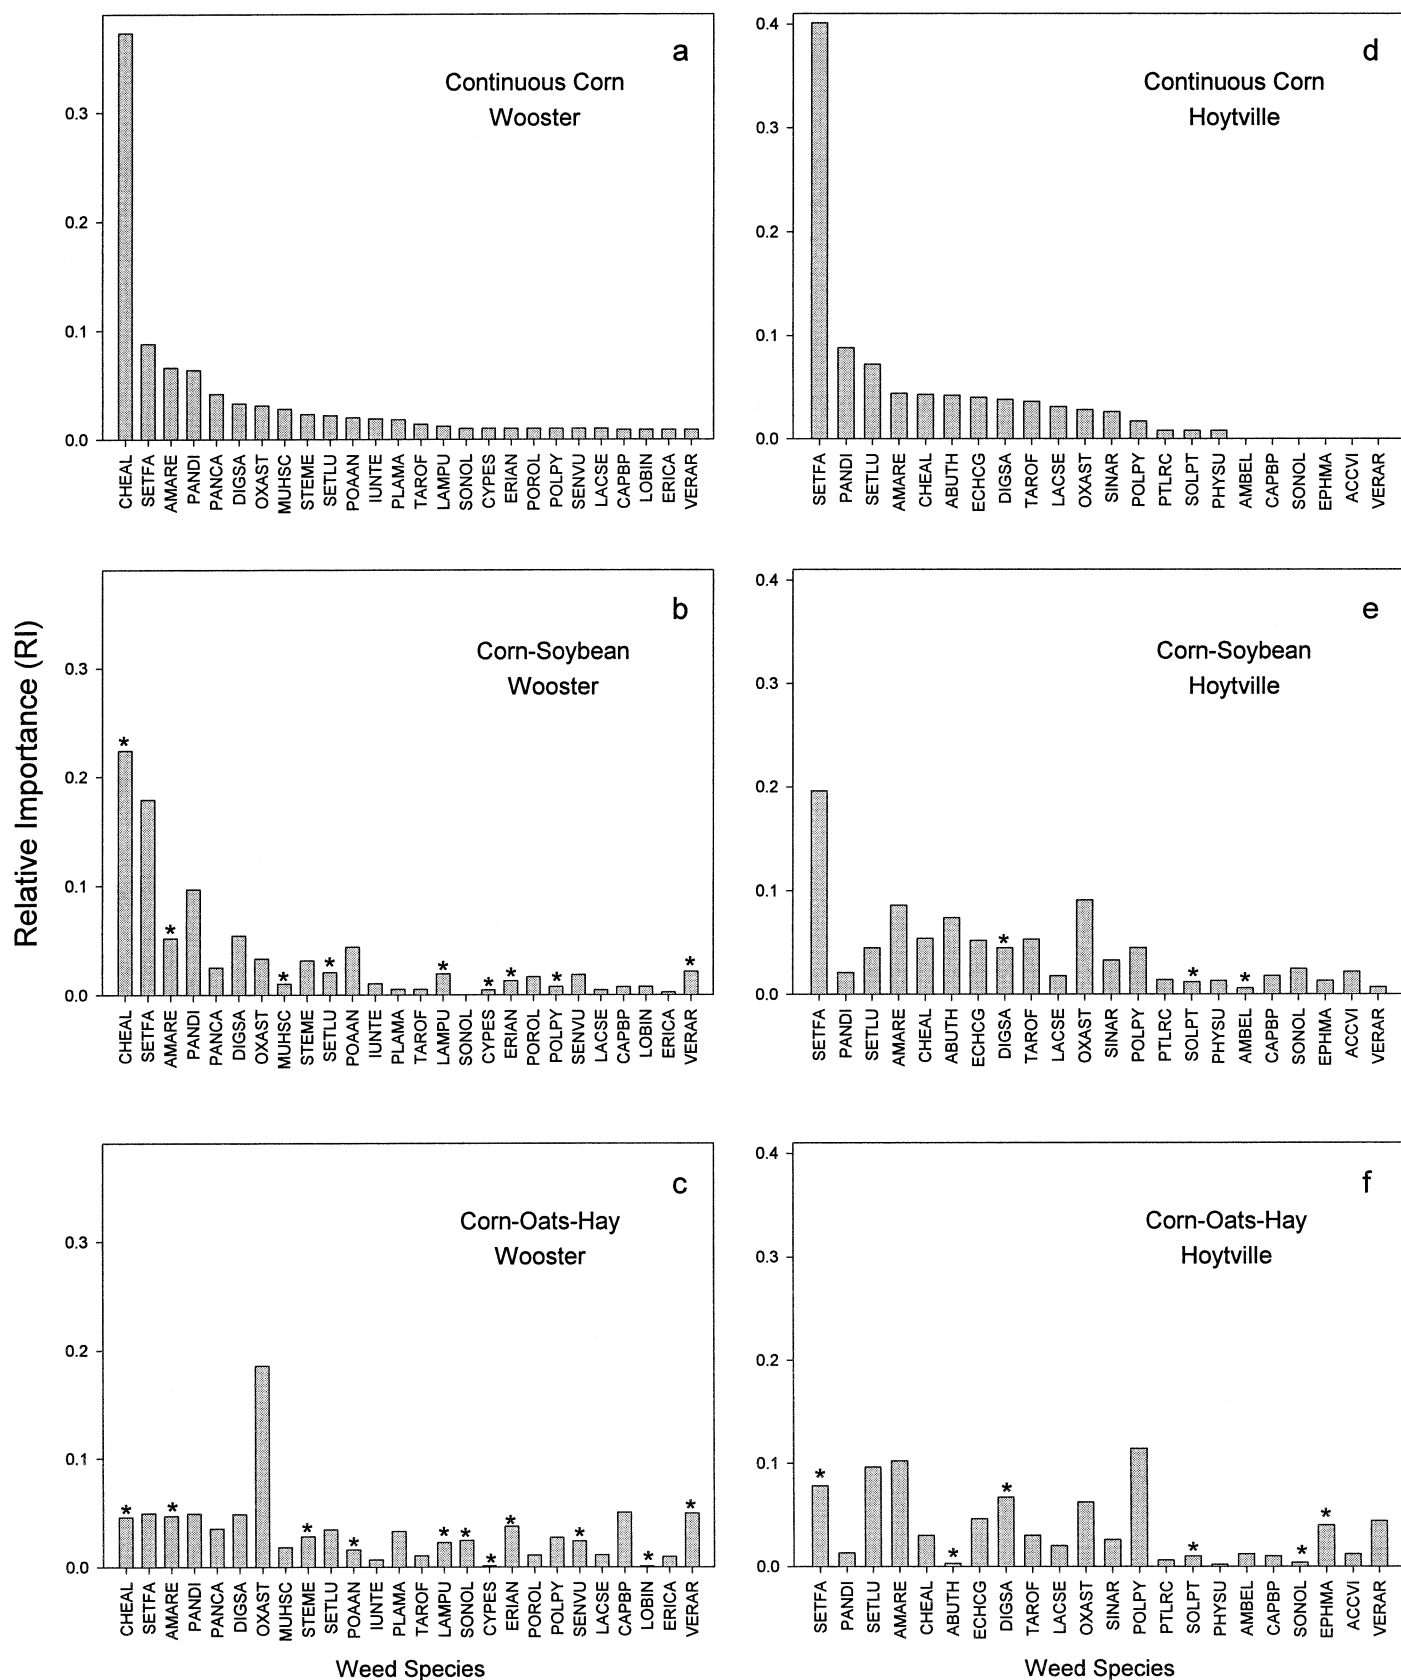 Relative Importance (RI)
a
Continuous Corn
Wooster
0.3
0.2
0.1
0.0
CHEAL
SETFA
AMARE
PANDI
PANCA
DIGSA
OXAST
MUHSC
STEME
SETLU
POAAN
IUNTE
PLAMA
TAROF
LAMPU
SONOL
CYPES
ERIAN
POROL
POLPY
SENVU
LACSE
CAPBP
LOBIN
ERICA
VERAR
d
Continuous Corn
Hoytville
0.4
0.3
0.2
0.1
0.0
SETFA
PANDI
SETLU
AMARE
CHEAL
ABUTH
ECHCG
DIGSA
TAROF
LACSE
OXAST
SINAR
POLPY
PTLRC
SOLPT
PHYSU
AMBEL
CAPBP
SONOL
EPHMA
ACCVI
VERAR
b
Corn-Soybean
Wooster
0.3
0.2
0.1
0.0
* * * * * * * * *
CHEAL
SETFA
AMARE
PANDI
PANCA
DIGSA
OXAST
MUHSC
STEME
SETLU
POAAN
IUNTE
PLAMA
TAROF
LAMPU
SONOL
CYPES
ERIAN
POROL
POLPY
SENVU
LACSE
CAPBP
LOBIN
ERICA
VERAR
e
Corn-Soybean
Hoytville
0.4
0.3
0.2
0.1
0.0
* * *
SETFA
PANDI
SETLU
AMARE
CHEAL
ABUTH
ECHCG
DIGSA
TAROF
LACSE
OXAST
SINAR
POLPY
PTLRC
SOLPT
PHYSU
AMBEL
CAPBP
SONOL
EPHMA
ACCVI
VERAR
c
Corn-Oats-Hay
Wooster
0.3
0.2
0.1
0.0
* * * * * * * * * * *
CHEAL
SETFA
AMARE
PANDI
PANCA
DIGSA
OXAST
MUHSC
STEME
SETLU
POAAN
IUNTE
PLAMA
TAROF
LAMPU
SONOL
CYPES
ERIAN
POROL
POLPY
SENVU
LACSE
CAPBP
LOBIN
ERICA
VERAR
Weed Species
f
Corn-Oats-Hay
Hoytville
0.4
0.3
0.2
0.1
0.0
* * * * * *
SETFA
PANDI
SETLU
AMARE
CHEAL
ABUTH
ECHCG
DIGSA
TAROF
LACSE
OXAST
SINAR
POLPY
PTLRC
SOLPT
PHYSU
AMBEL
CAPBP
SONOL
EPHMA
ACCVI
VERAR
Weed Species